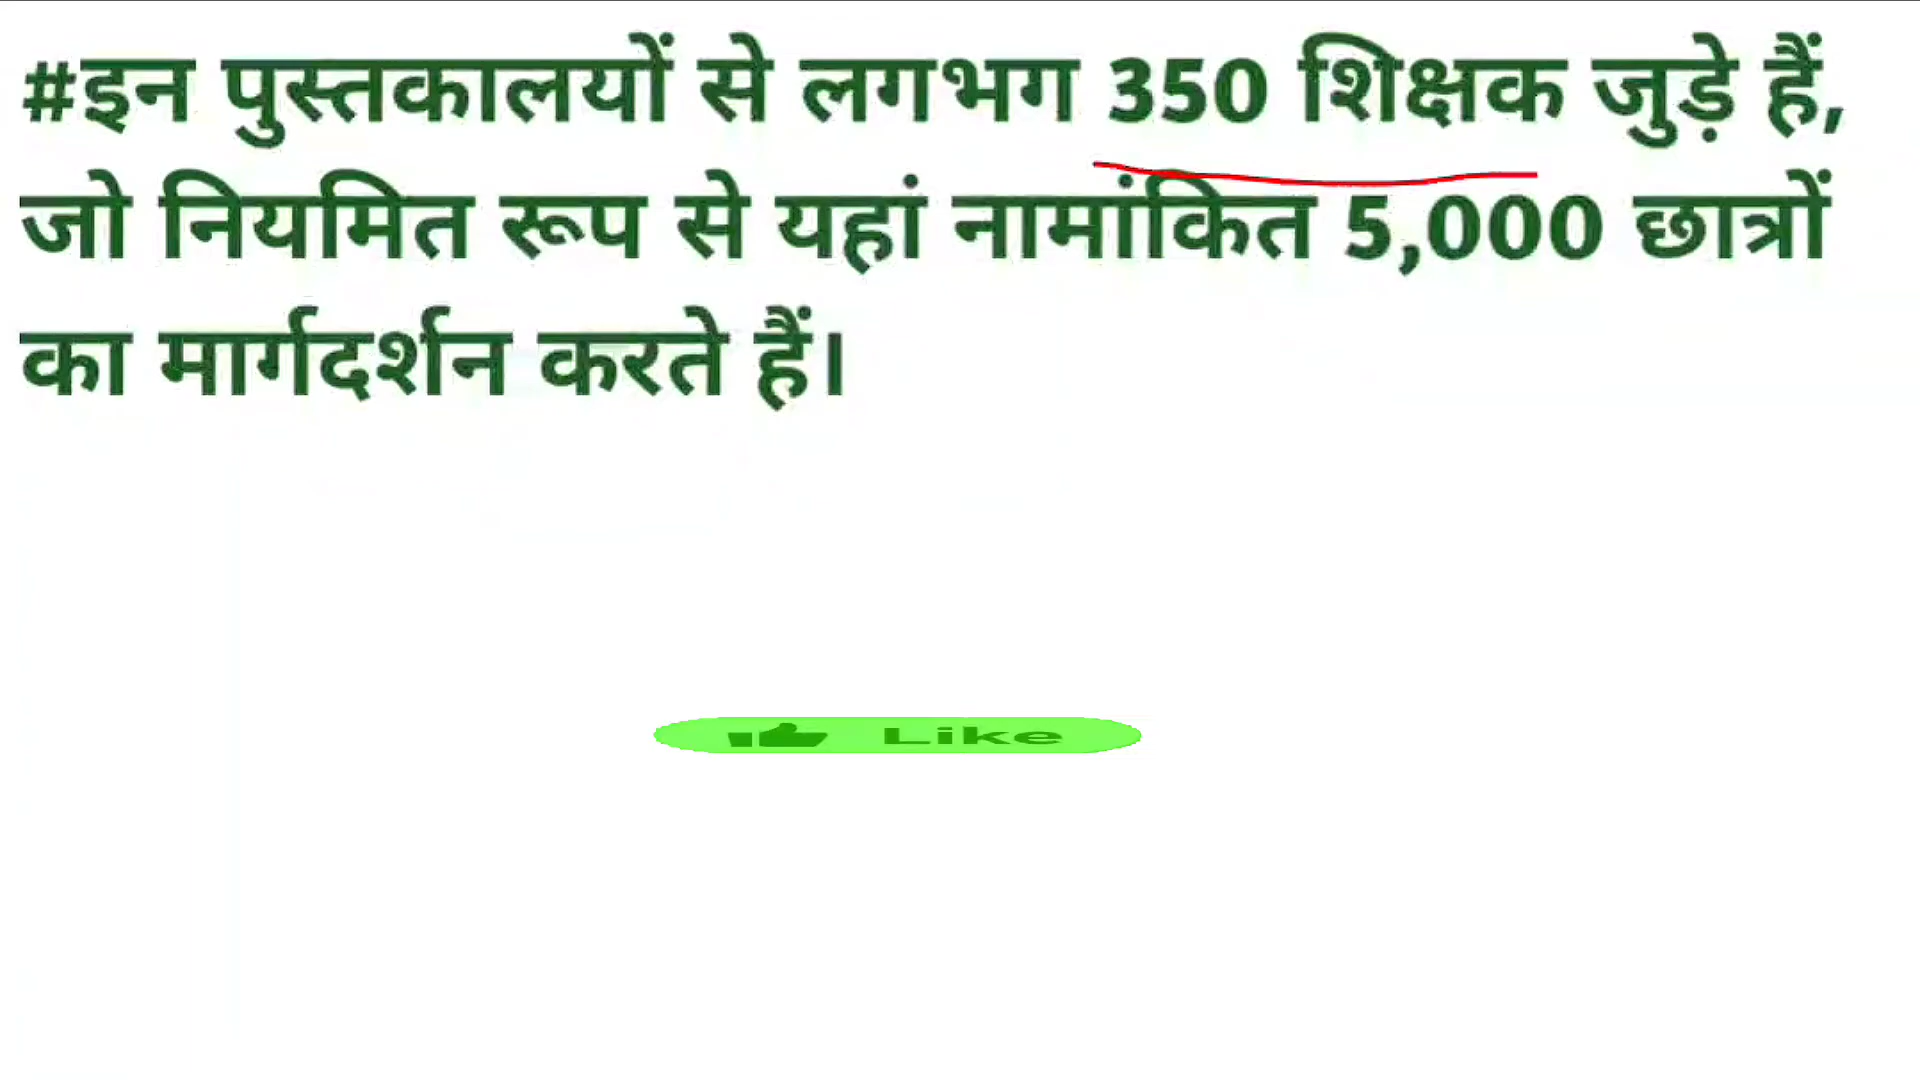 #इन पुस्तकालयों से लगभग 350 शिक्षक जुड़े हैं,
जो नियमित रूप से यहां नामांकित 5,000 छात्रों
का मार्गदर्शन करते हैं।
Like